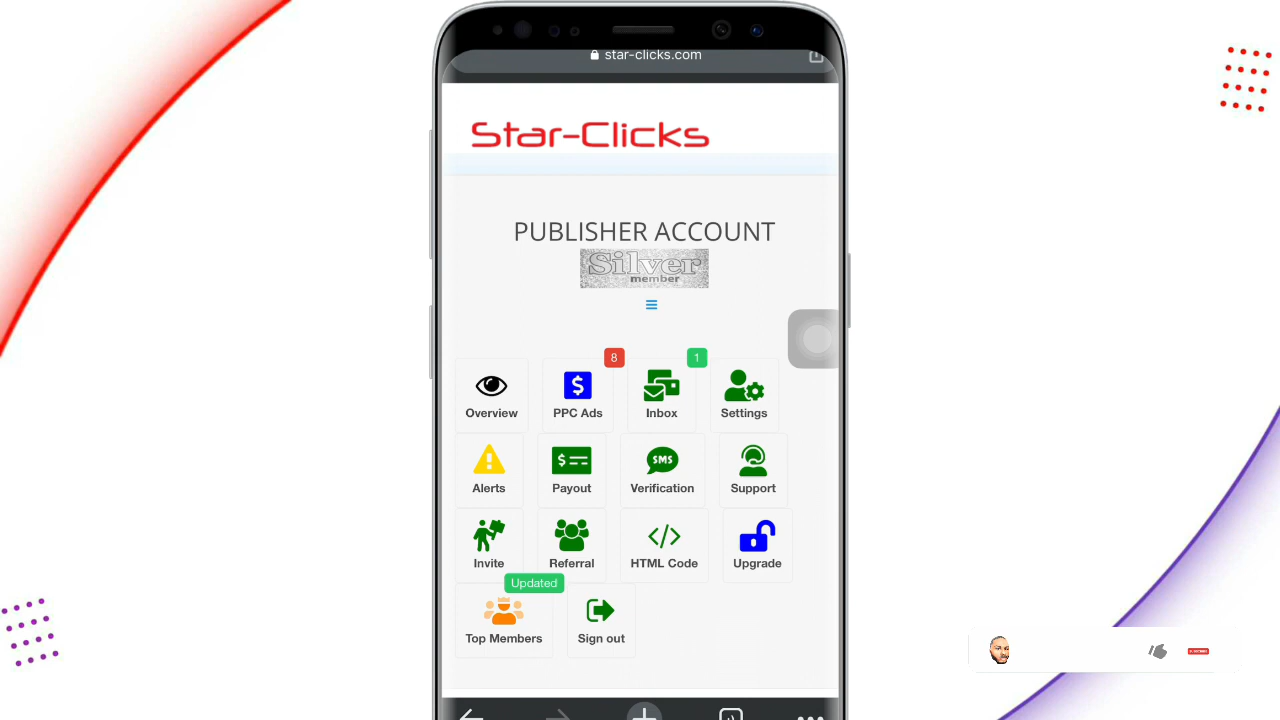 star-clicks.com
Star-Clicks
PUBLISHER ACCOUNT
Silver
member
8
1
Overview
PPC Ads
Inbox
Settings
SMS
Alerts
Payout
Verification
Support
Invite
Referral
HTML Code
Upgrade
Updated
Top Members
Sign out